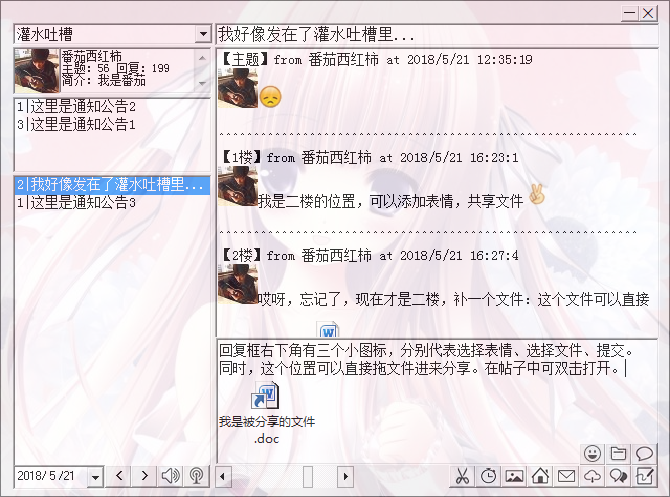 灌水吐槽
番茄西红柿
主题: 56 回复: 199
简介: 我是番茄
1|这里是通知公告2
3|这里是通知公告1
2|我好像发在了灌水吐槽里...
1|这里是通知公告3
2018/ 5 /21
我好像发在了灌水吐槽里...
【主题】from 番茄西红柿 at 2018/5/21 12:35:19
【1楼】from 番茄西红柿 at 2018/5/21 16:23:1
我是二楼的位置，可以添加表情，共享文件
【2楼】from 番茄西红柿 at 2018/5/21 16:27:4
哎呀，忘记了，现在才是二楼，补一个文件：这个文件可以直接
回复框右下角有三个小图标，分别代表选择表情、选择文件、提交。
同时，这个位置可以直接拖文件进来分享。在帖子中可双击打开。
我是被分享的文件
.doc